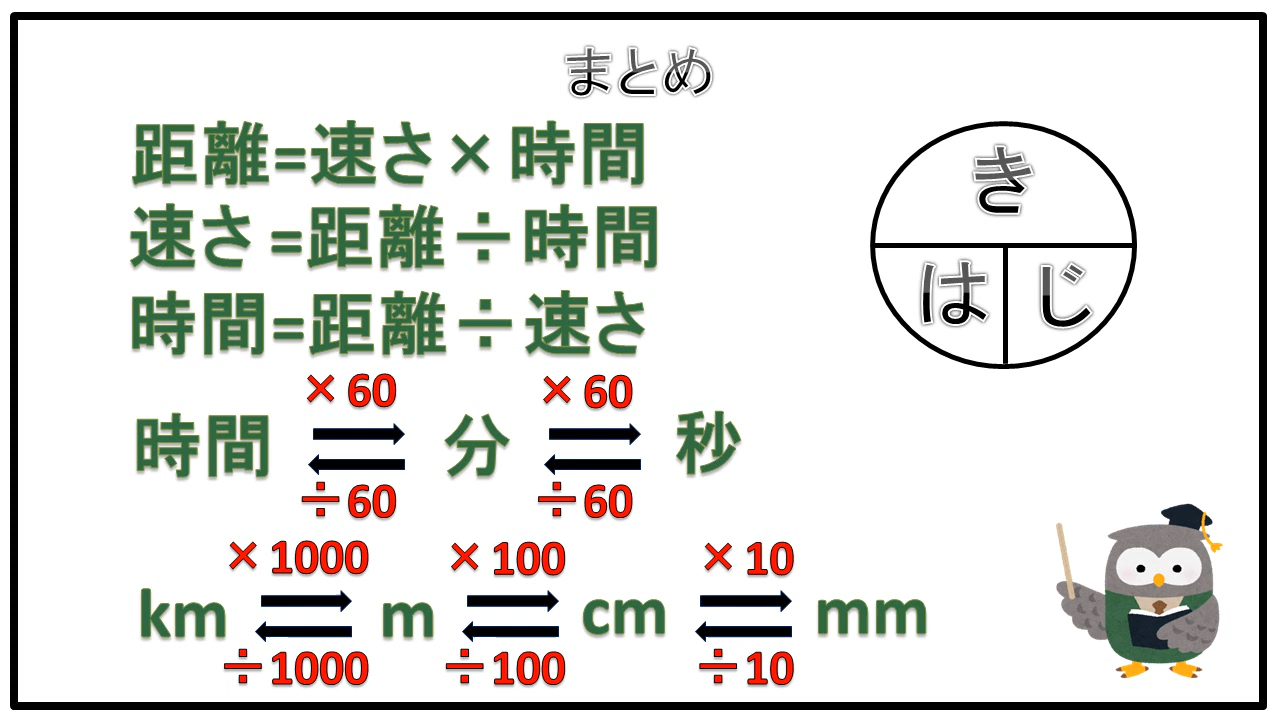 まとめ
距離=速さ×時間
速さ=距離÷時間
時間=距離÷速さ
き
は じ
×60 ×60
時間 分 秒
÷60 ÷60
×1000 ×100 ×10
km m cm mm
÷1000 ÷100 ÷10